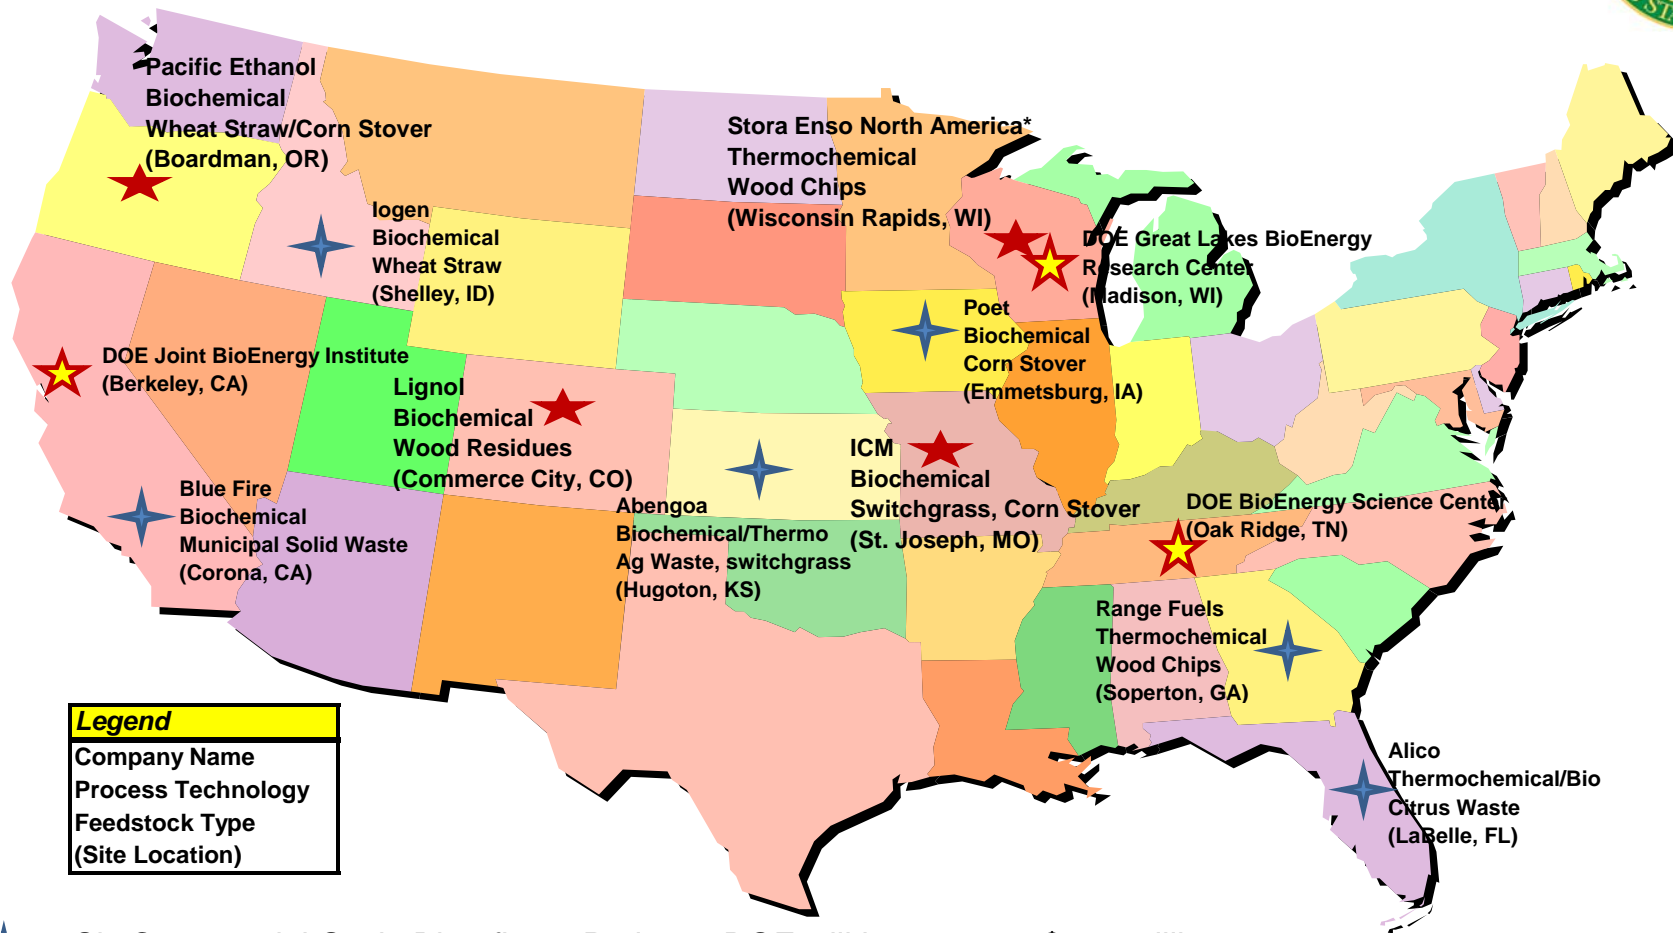 Pacific Ethanol
Biochemical
Wheat Straw/Corn Stover
(Boardman, OR)
Stora Enso North America*
Thermochemical
Wood Chips
(Wisconsin Rapids, WI)
Iogen
Biochemical
Wheat Straw
(Shelley, ID)
DOE Great Lakes BioEnergy
Research Center
(Madison, WI)
Poet
Biochemical
Corn Stover
(Emmetsburg, IA)
DOE Joint BioEnergy Institute
(Berkeley, CA)
Lignol
Biochemical
Wood Residues
(Commerce City, CO)
ICM
Biochemical
Switchgrass, Corn Stover
(St. Joseph, MO)
Blue Fire
Biochemical
Municipal Solid Waste
(Corona, CA)
Abengoa
Biochemical/Thermo
Ag Waste, switchgrass
(Hugoton, KS)
DOE BioEnergy Science Center
(Oak Ridge, TN)
Range Fuels
Thermochemical
Wood Chips
(Soperton, GA)
Alico
Thermochemical/Bio
Citrus Waste
(LaBelle, FL)
Legend
Company Name
Process Technology
Feedstock Type
(Site Location)